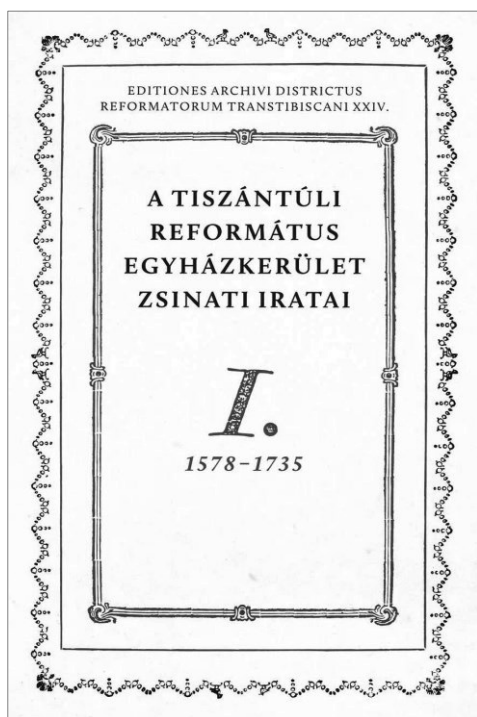 EDITIONES ARCHIVI DISTRICTUS
REFORMATORUM TRANSTIBISCANI XXIV.
A TISZÁNTÚLI
REFORMÁTUS
EGYHÁZKERÜLET
ZSINATI IRATAI
I.
1578–1735